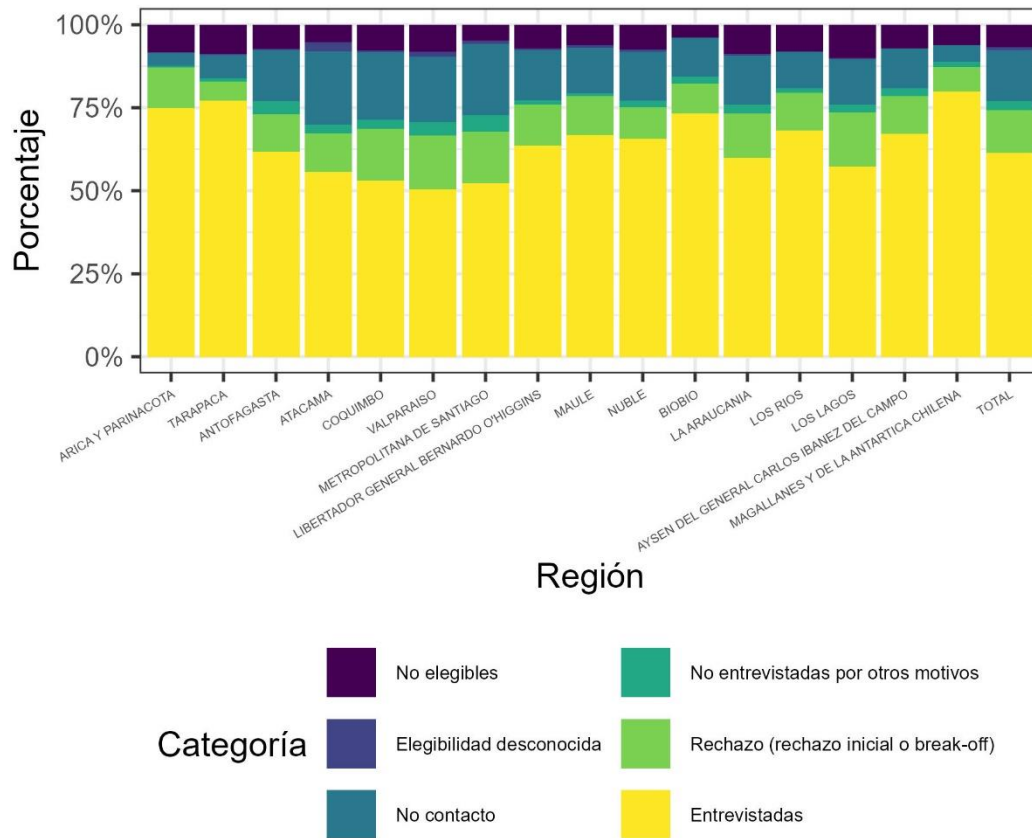 100%
75%
50%
25%
0%
Porcentaje
ARICA Y PARINACOTA
TARAPACA
ANTOFAGASTA
ATACAMA
COQUIMBO
VALPARAISO
METROPOLITANA DE SANTIAGO
LIBERTADOR GENERAL BERNARDO O'HIGGINS
MAULE
NUBLE
BIOBIO
LA ARAUCANIA
LOS RIOS
LOS LAGOS
AYSEN DEL GENERAL CARLOS IBANEZ DEL CAMPO
MAGALLANES Y DE LA ANTARTICA CHILENA
TOTAL
Región
Categoría
No elegibles
Elegibilidad desconocida
No contacto
No entrevistadas por otros motivos
Rechazo (rechazo inicial o break-off)
Entrevistadas